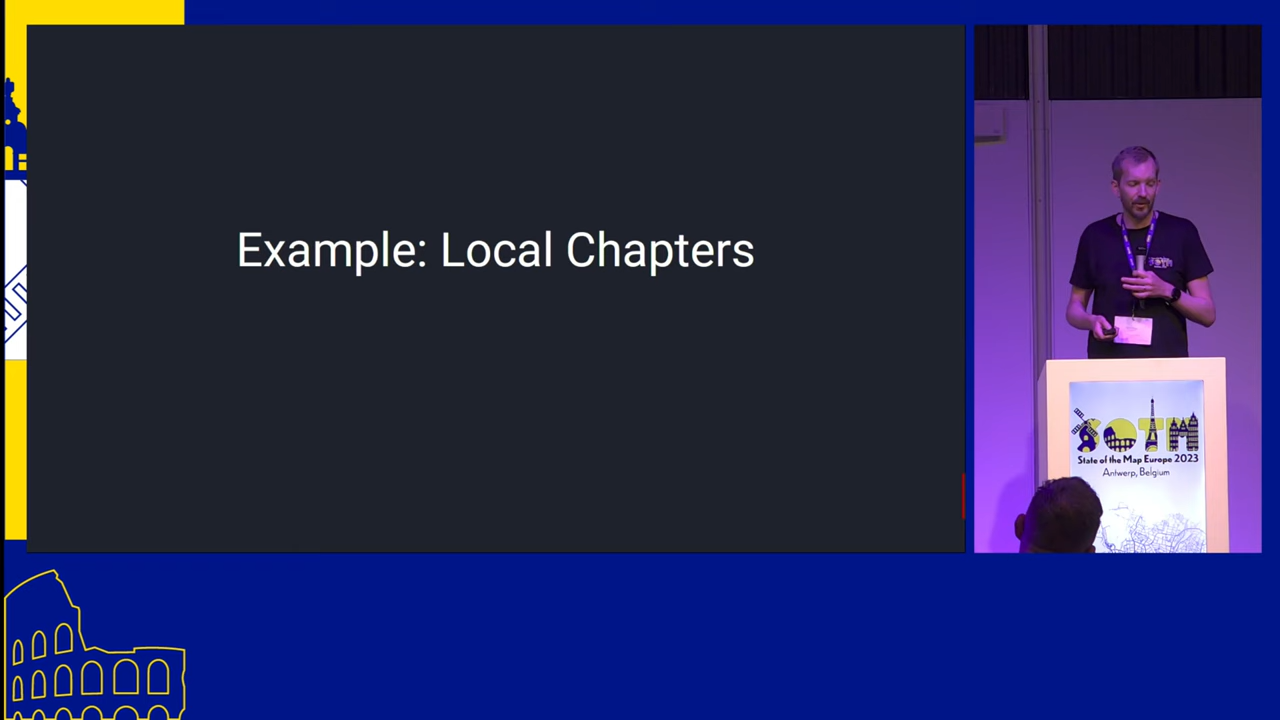 Example: Local Chapters
SOTM
State of the Map Europe 2023
Antwerp, Belgium